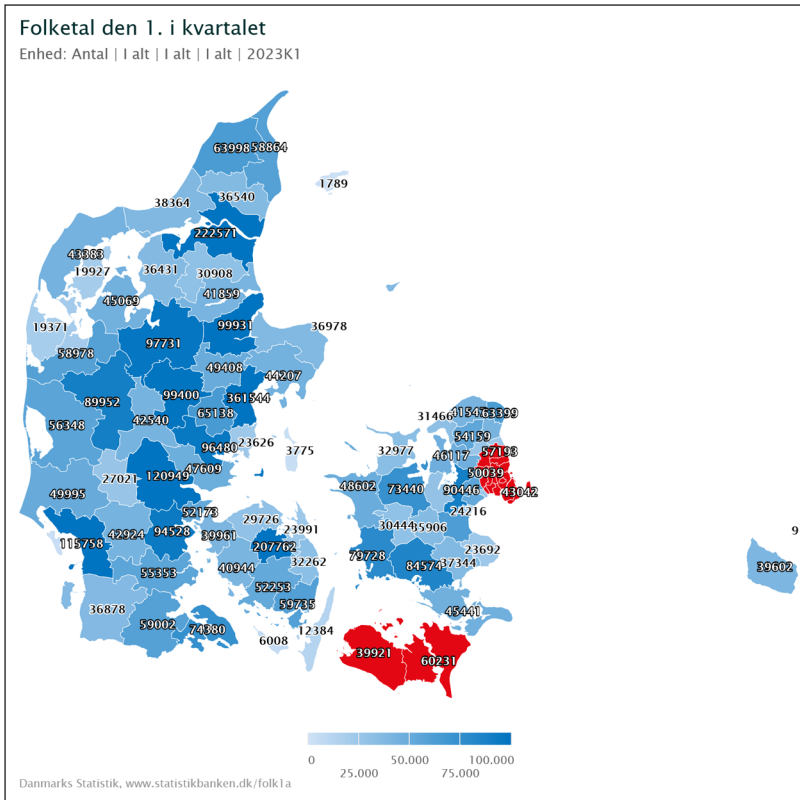 Folketal den 1. i kvartalet
Enhed: Antal | I alt | I alt | I alt | 2023K1
63998 58864
1789
38364 36540
222571
43383
19927 36431 30908
45069 41859
19371 99931 36978
97731
58978
49408 44207
89952 99400 361544
42540 65138
56348
96480 23626
3775
27021 120949 47609
49995
52173
115758 42924 94528 39961
29726 23991
207762
55353 40944 32262
52253
59735
36878
59002 74380
6008 12384
31466 63399
54159
32977 46117 57193
50039
48602 73440 90446 43042
24216
30444 35906
79728 23692
84574 37344
45441
9
39602
39921 60231
0 50.000 100.000
25.000 75.000
Danmarks Statistik, www.statistikbanken.dk/folk1a